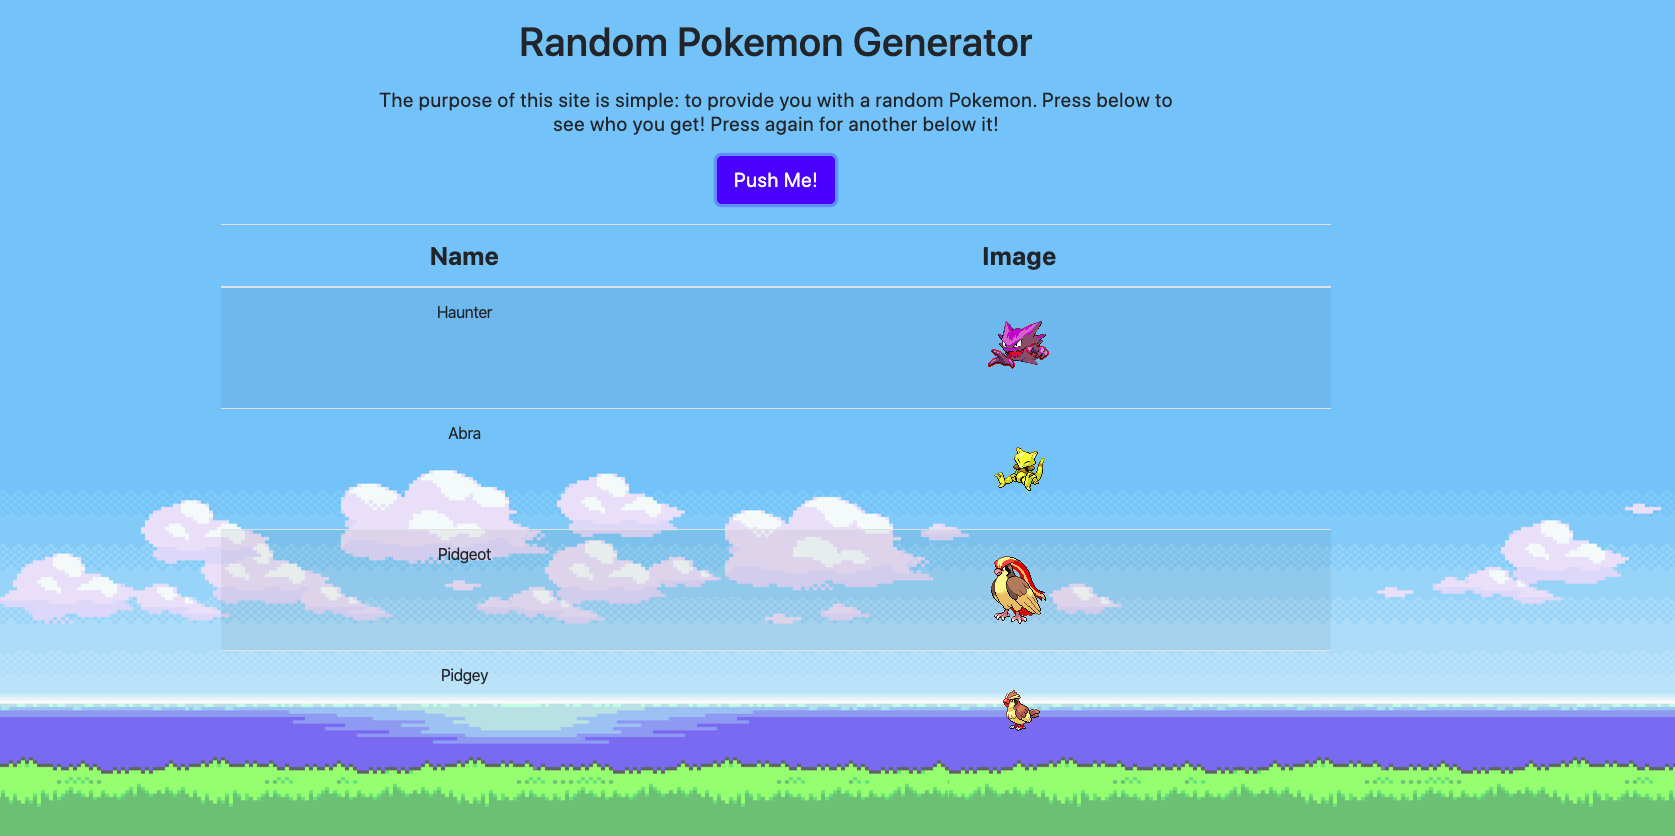 Random Pokemon Generator
The purpose of this site is simple: to provide you with a random Pokemon. Press below to
see who you get! Press again for another below it!
Push Me!
Name Image
Haunter
Abra
Pidgeot
Pidgey